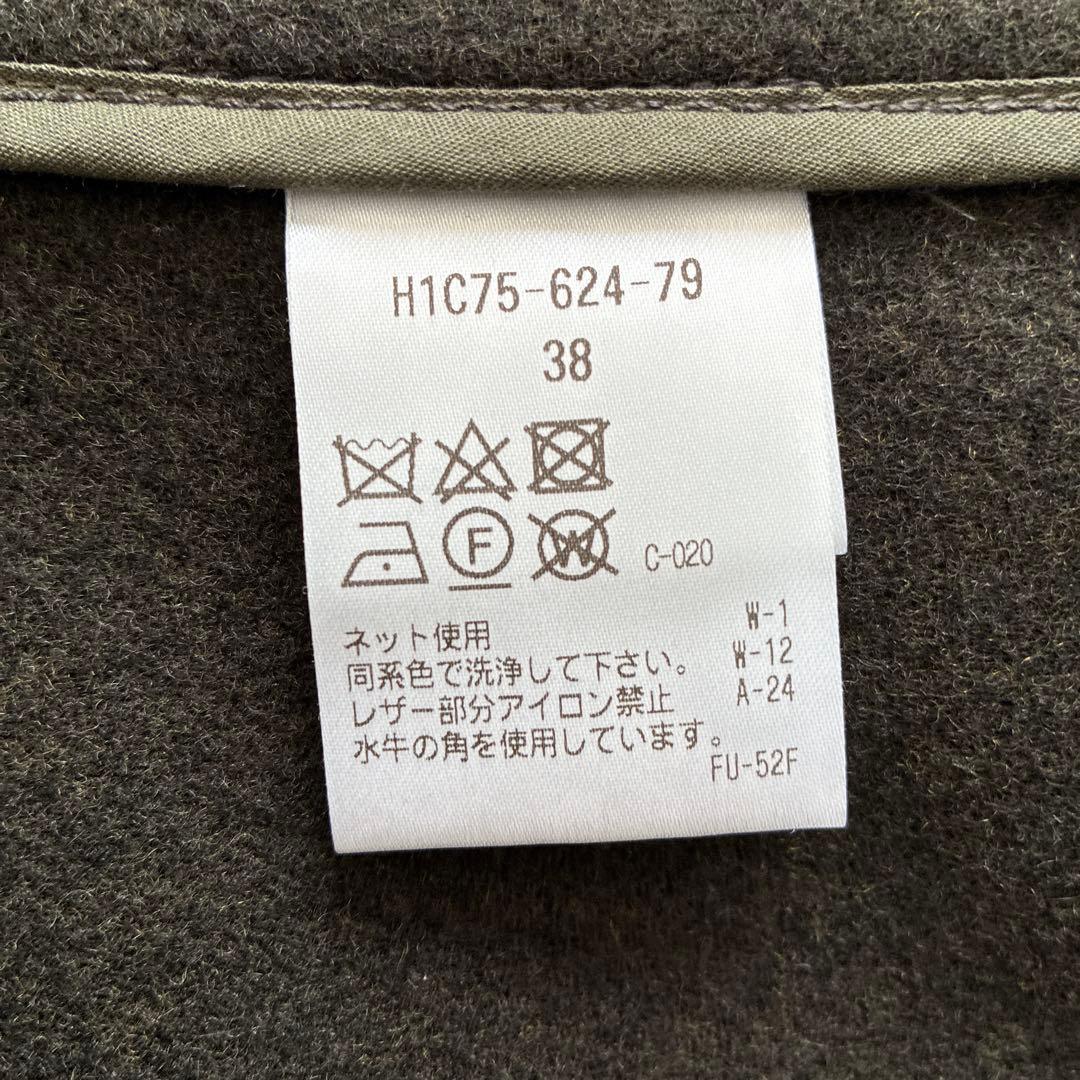 H1C75-624-79
38
F W C-020
ネット使用 W-1
同系色で洗浄して下さい。 W-12
レザー部分アイロン禁止 A-24
水牛の角を使用しています。
FU-52F